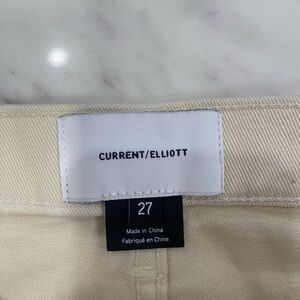 CURRENT/ELLIOTT
27
Made in China
Fabriqué en Chine